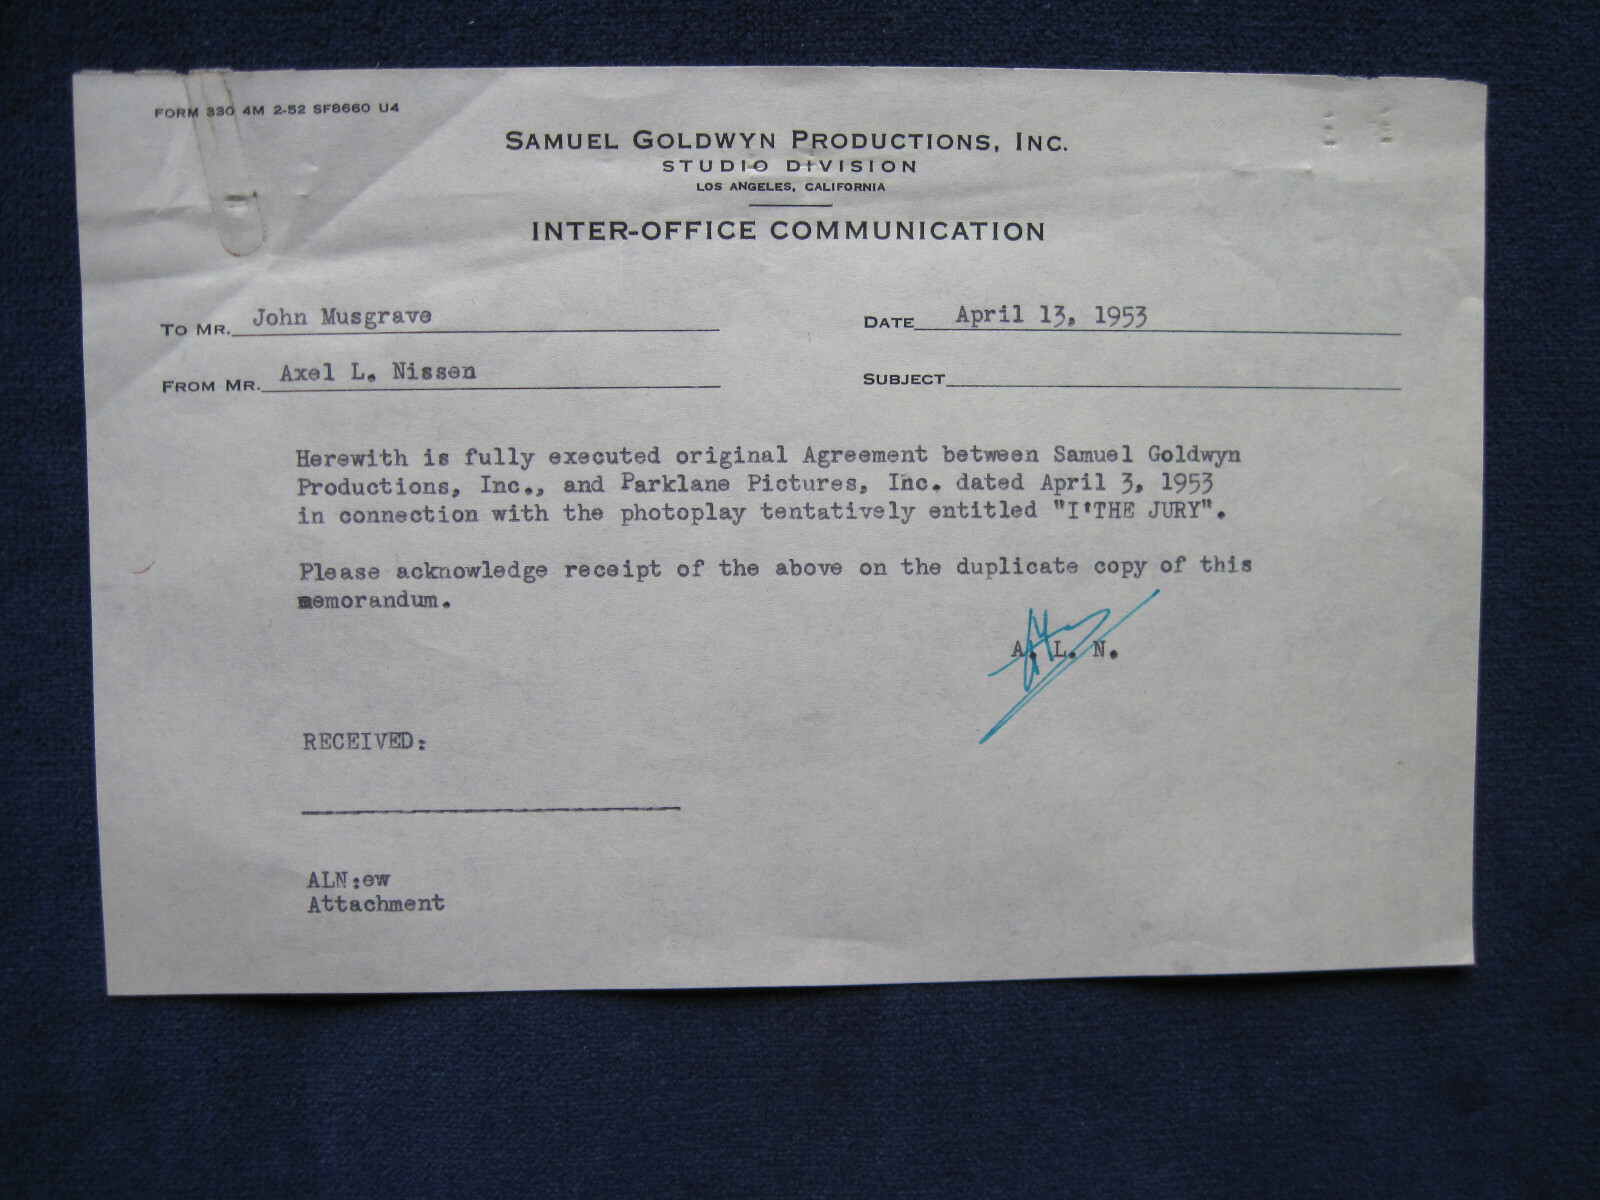 FORM 330 4M 2-52 SF8660 U4
SAMUEL GOLDWYN PRODUCTIONS, INC.
STUDIO DIVISION
LOS ANGELES, CALIFORNIA
INTER-OFFICE COMMUNICATION
TO MR. John Musgrave DATE April 13, 1953
FROM MR. Axel L. Nissen SUBJECT
Herewith is fully executed original Agreement between Samuel Goldwyn
Productions, Inc., and Parklane Pictures, Inc. dated April 3, 1953
in connection with the photoplay tentatively entitled "I'THE JURY".
Please acknowledge receipt of the above on the duplicate copy of this
memorandum.
A. L. N.
RECEIVED:
ALN:ew
Attachment